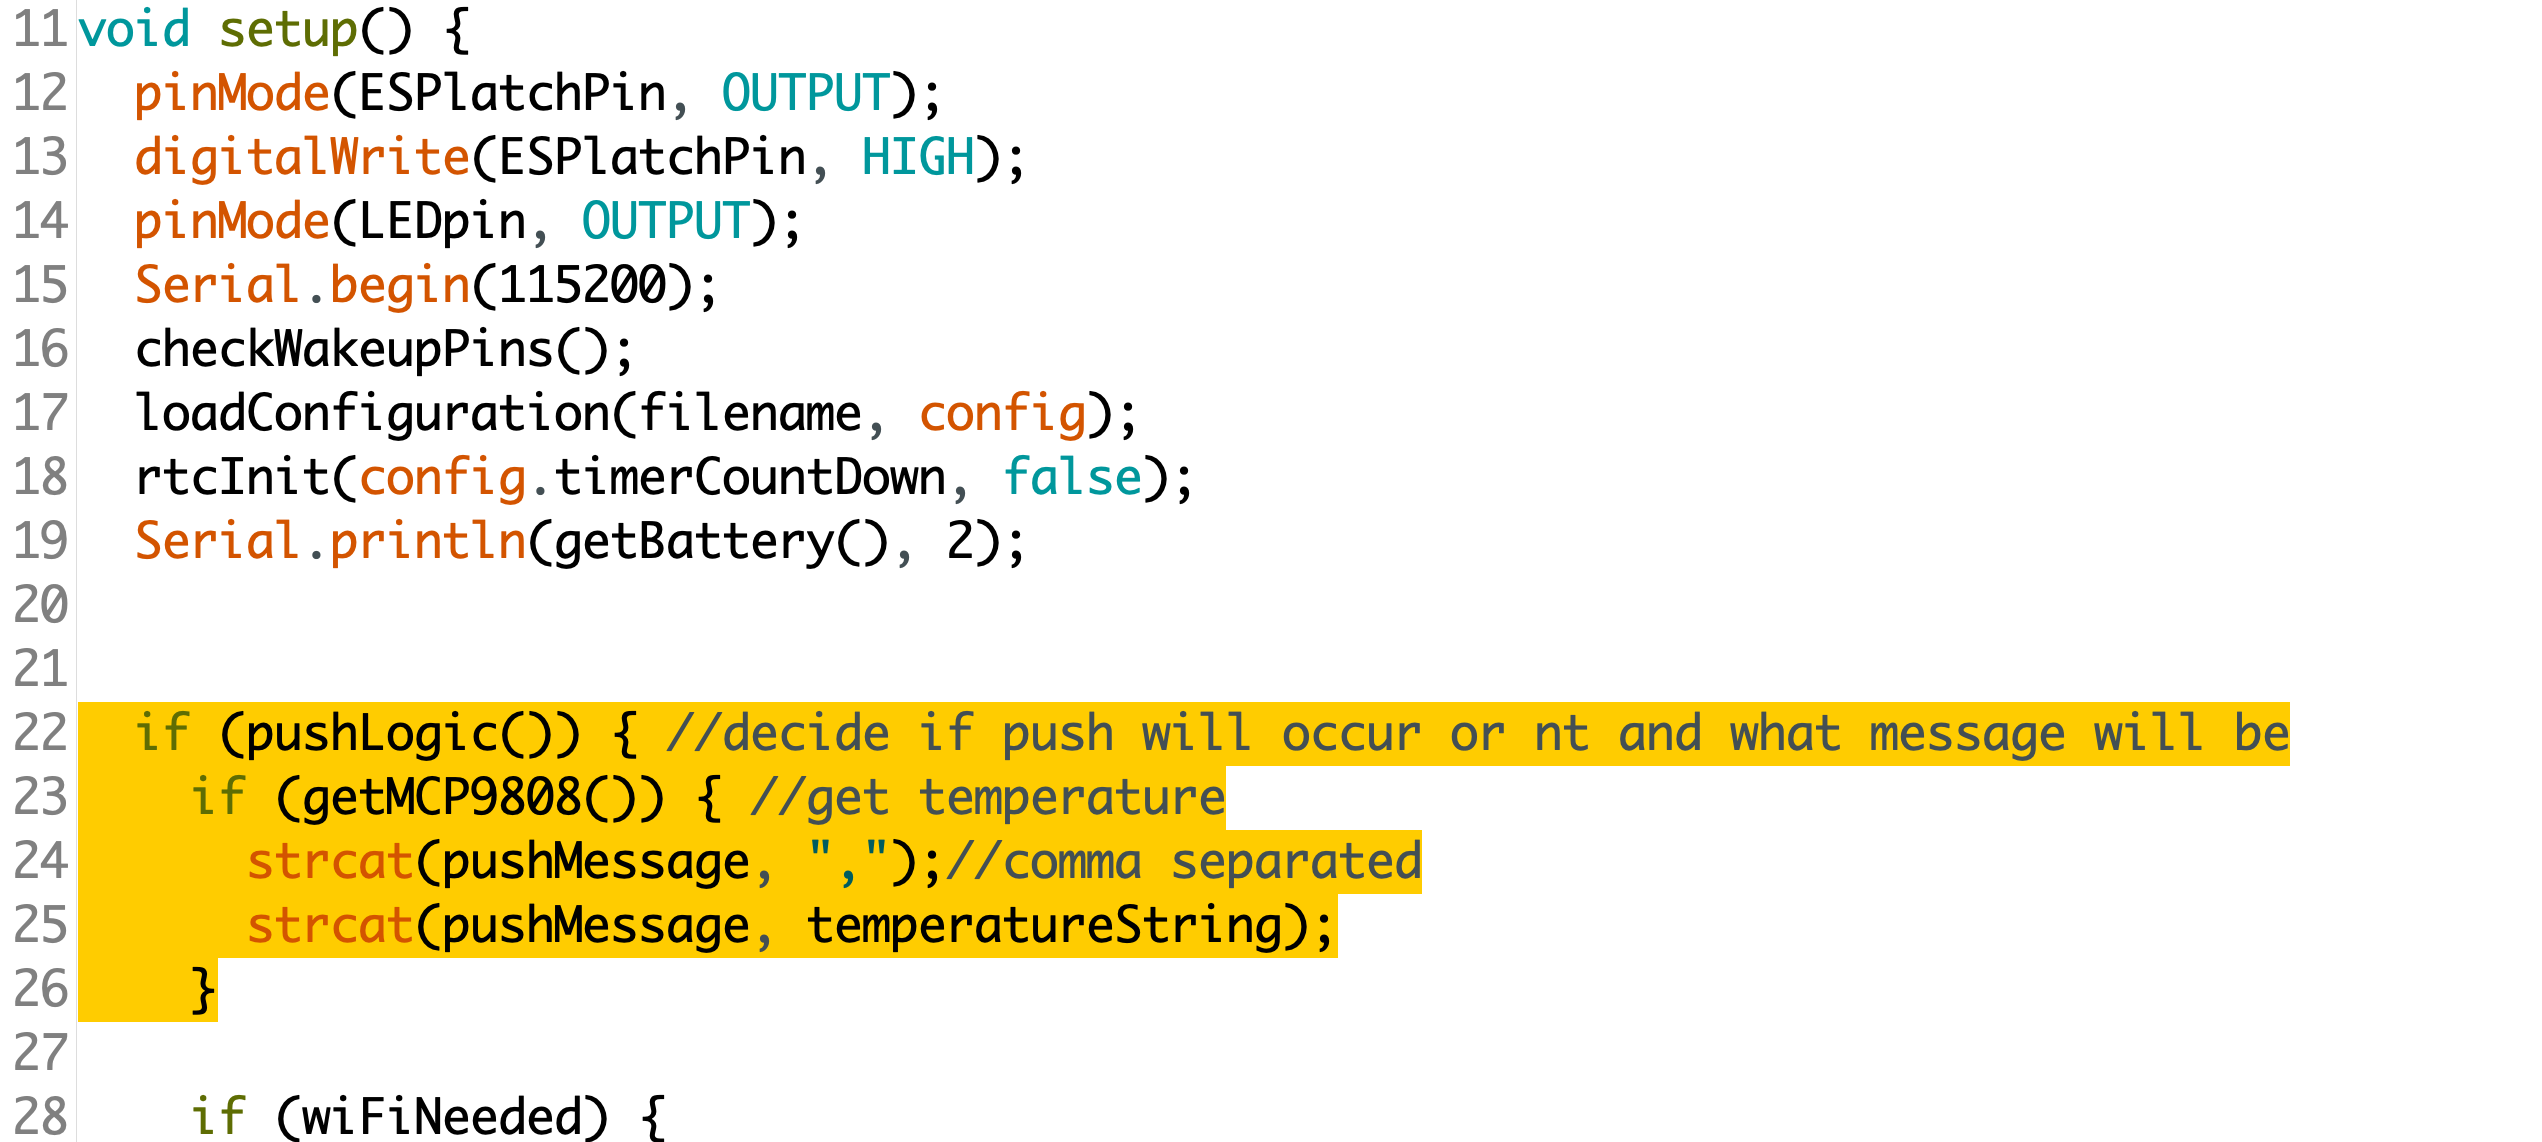 11 void setup() {
12   pinMode(ESPlatchPin, OUTPUT);
13   digitalWrite(ESPlatchPin, HIGH);
14   pinMode(LEDpin, OUTPUT);
15   Serial.begin(115200);
16   checkWakeupPins();
17   loadConfiguration(filename, config);
18   rtcInit(config.timerCountDown, false);
19   Serial.println(getBattery(), 2);
20
21
22   if (pushLogic()) { //decide if push will occur or nt and what message will be
23     if (getMCP9808()) { //get temperature
24       strcat(pushMessage, ",");//comma separated
25       strcat(pushMessage, temperatureString);
26     }
27
28     if (wiFiNeeded) {